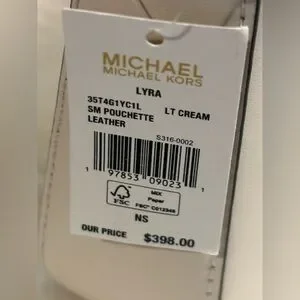 MICHAEL
MICHAEL KORS
LYRA
35T4G1YC1L LT CREAM
SM POUCHETTE
LEATHER
S316-0002
1 97853 09023 1
FSC
MIX
Paper
FSC® C012946
NS
OUR PRICE $398.00